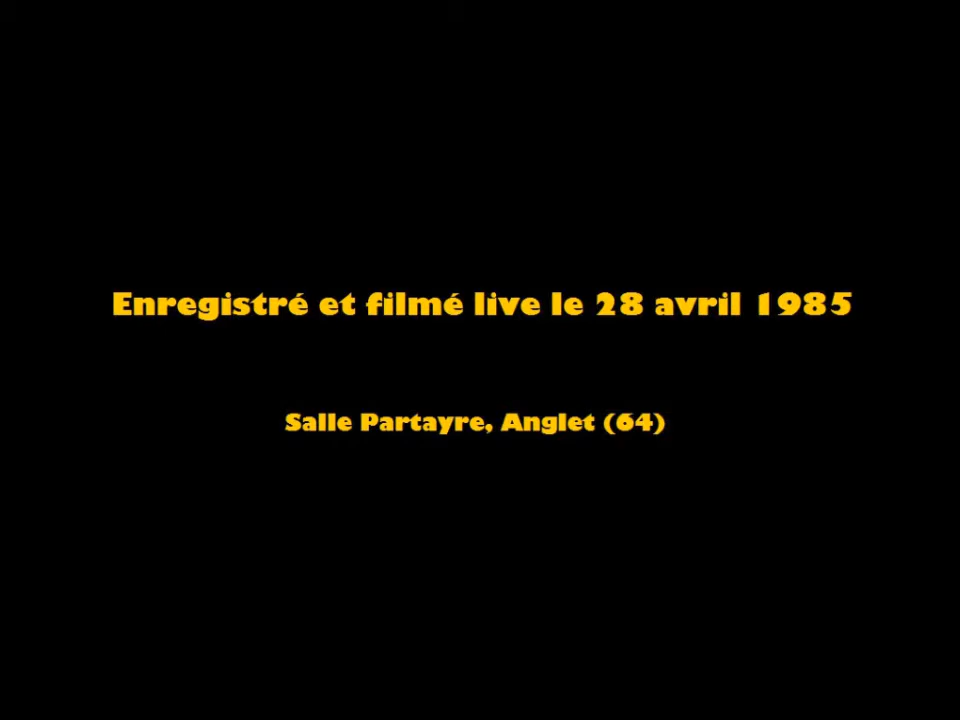 Enregistré et filmé live le 28 avril 1985
Salle Partayre, Anglet (64)